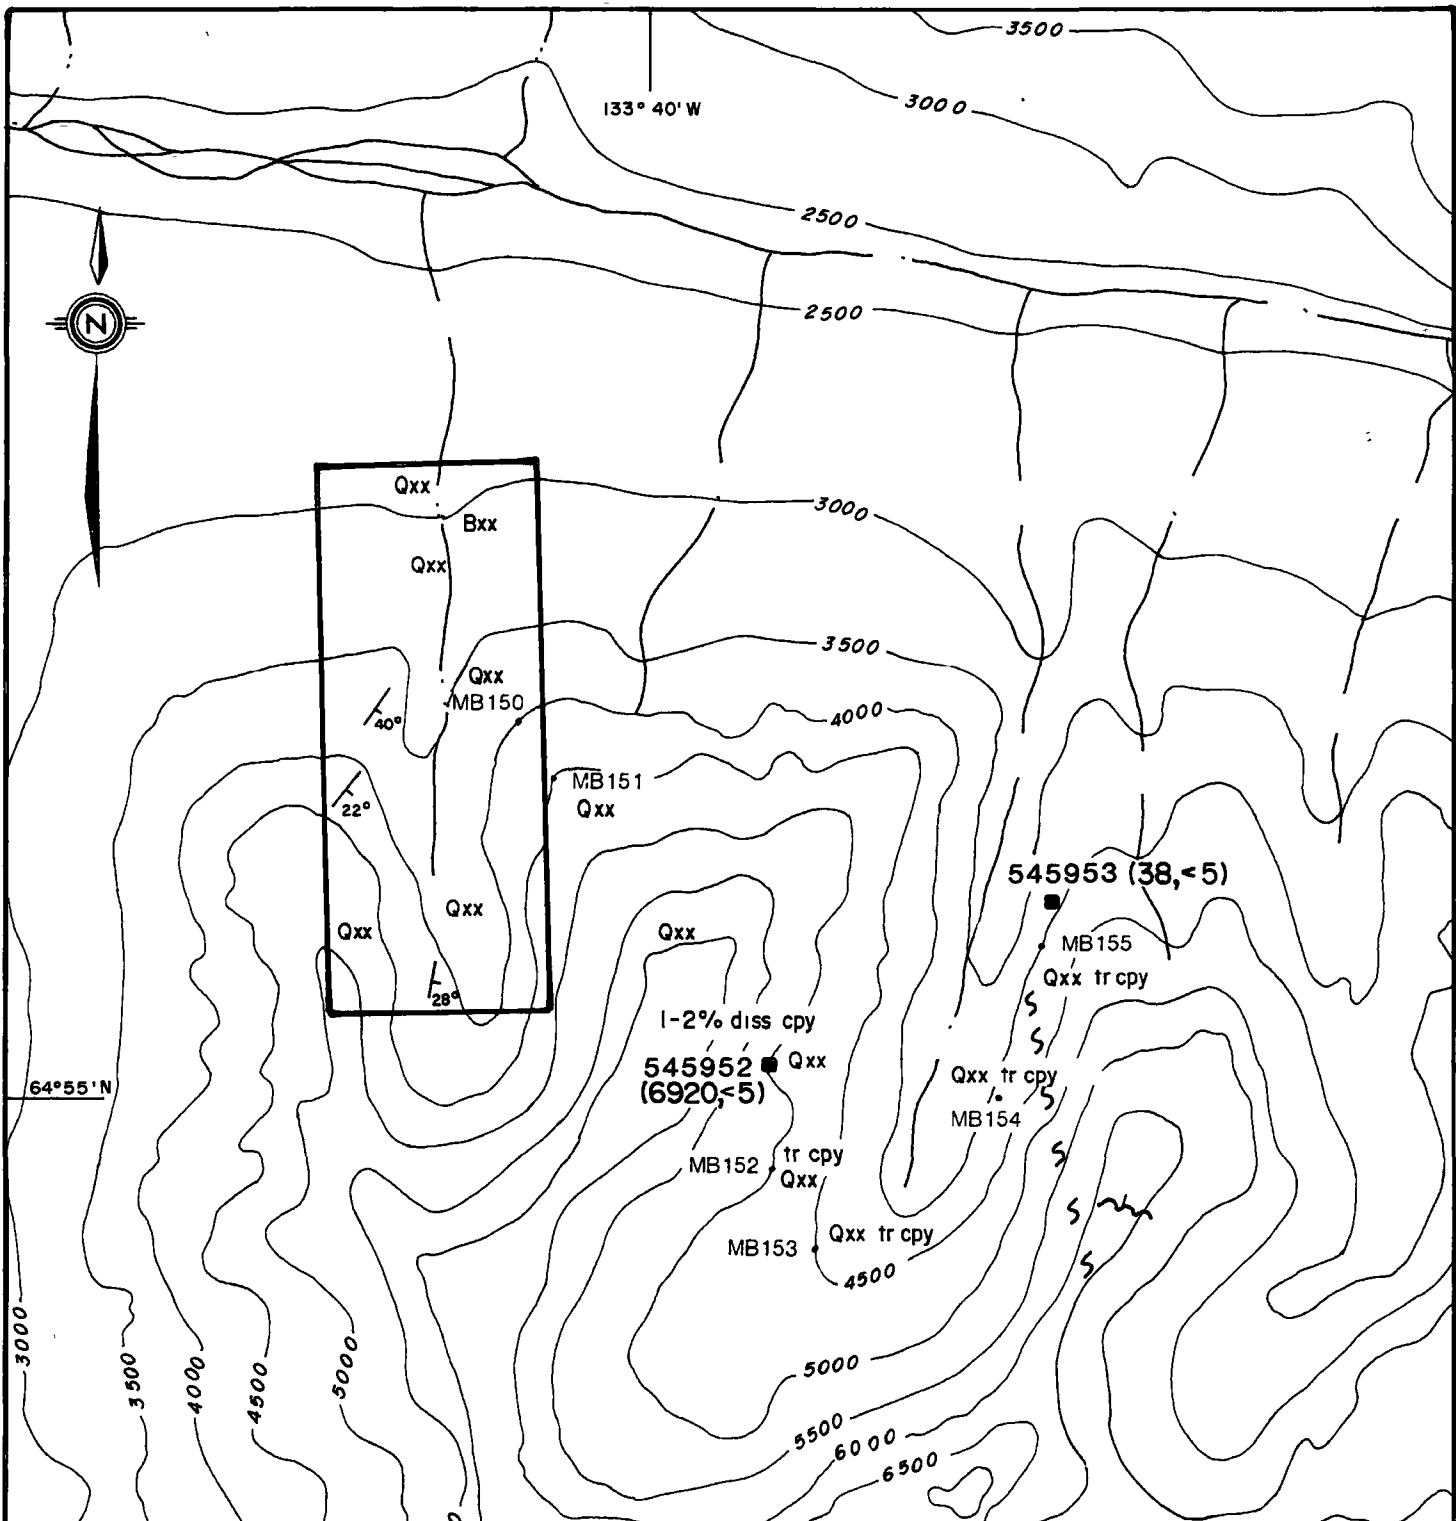 3500
3000
133° 40' W
2500
2500
N
Qxx
3000
Bxx
Qxx
3500
Qxx
MB150
4000
40°
MB151
22°
Qxx
545953 (38,<5)
Qxx
Qxx
Qxx
MB155
Qxx tr cpy
28°
1-2% diss cpy
545952
Qxx
(6920,<5)
Qxx tr cpy
64°55'N
MB154
tr cpy
MB152
Qxx
Qxx tr cpy
MB153
4500
3000
3500
4000
4500
5000
5000
5500
6000
6500